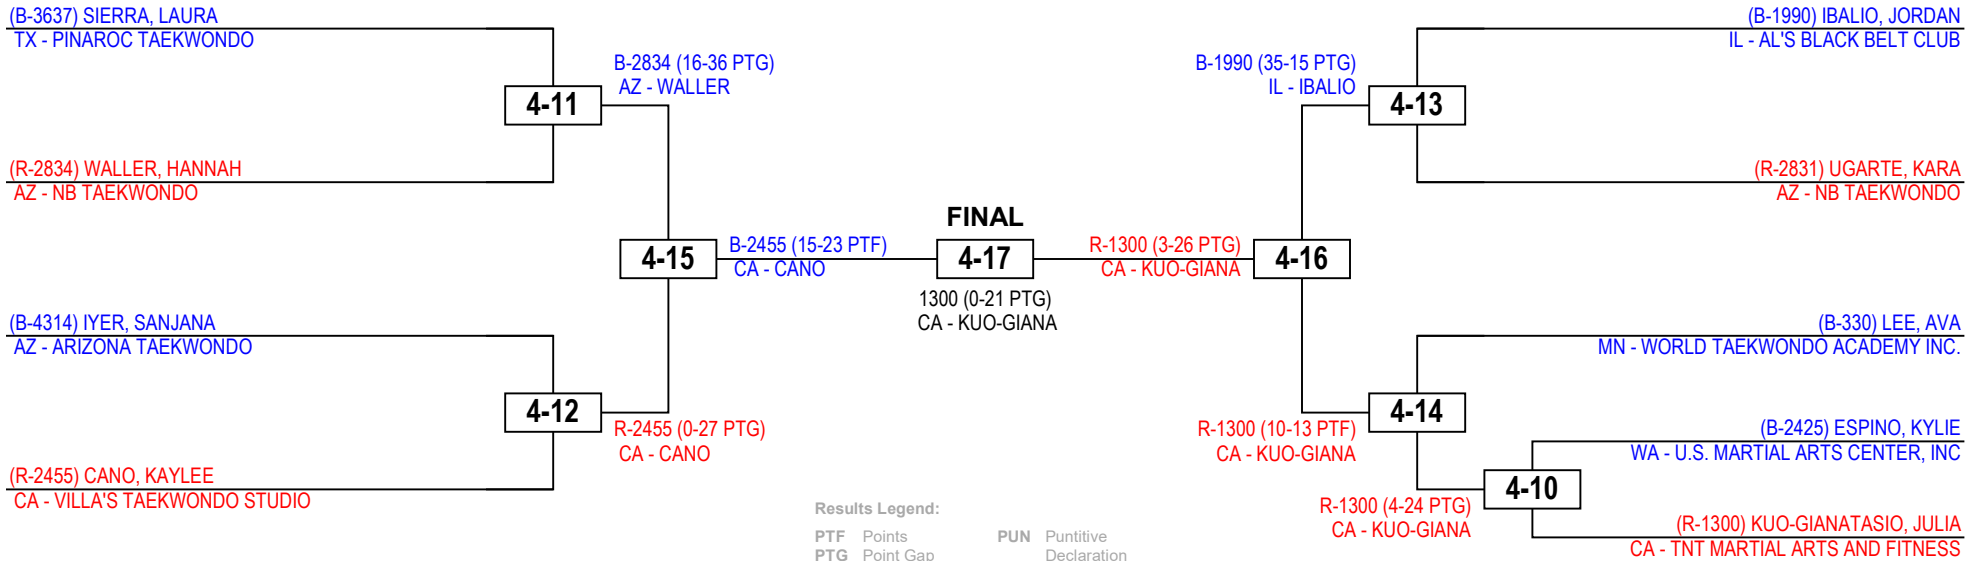 (B-3637) SIERRA, LAURA
TX - PINAROC TAEKWONDO
B-2834 (16-36 PTG)
AZ - WALLER
4-11
(R-2834) WALLER, HANNAH
AZ - NB TAEKWONDO
4-15
B-2455 (15-23 PTF)
CA - CANO
(B-4314) IYER, SANJANA
AZ - ARIZONA TAEKWONDO
4-12
R-2455 (0-27 PTG)
CA - CANO
(R-2455) CANO, KAYLEE
CA - VILLA'S TAEKWONDO STUDIO
FINAL
4-17
1300 (0-21 PTG)
CA - KUO-GIANA
(B-1990) IBALIO, JORDAN
IL - AL'S BLACK BELT CLUB
B-1990 (35-15 PTG)
IL - IBALIO
4-13
(R-2831) UGARTE, KARA
AZ - NB TAEKWONDO
R-1300 (3-26 PTG)
CA - KUO-GIANA
4-16
(B-330) LEE, AVA
MN - WORLD TAEKWONDO ACADEMY INC.
4-14
R-1300 (10-13 PTF)
CA - KUO-GIANA
(B-2425) ESPINO, KYLIE
WA - U.S. MARTIAL ARTS CENTER, INC
4-10
R-1300 (4-24 PTG)
CA - KUO-GIANA
(R-1300) KUO-GIANATASIO, JULIA
CA - TNT MARTIAL ARTS AND FITNESS
Results Legend:
PTF Points
PTG Point Gap
PUN Puntitive
Declaration